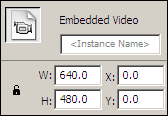 Embedded Video
<Instance Name>
W: 640.0 X: 0.0
H: 480.0 Y: 0.0